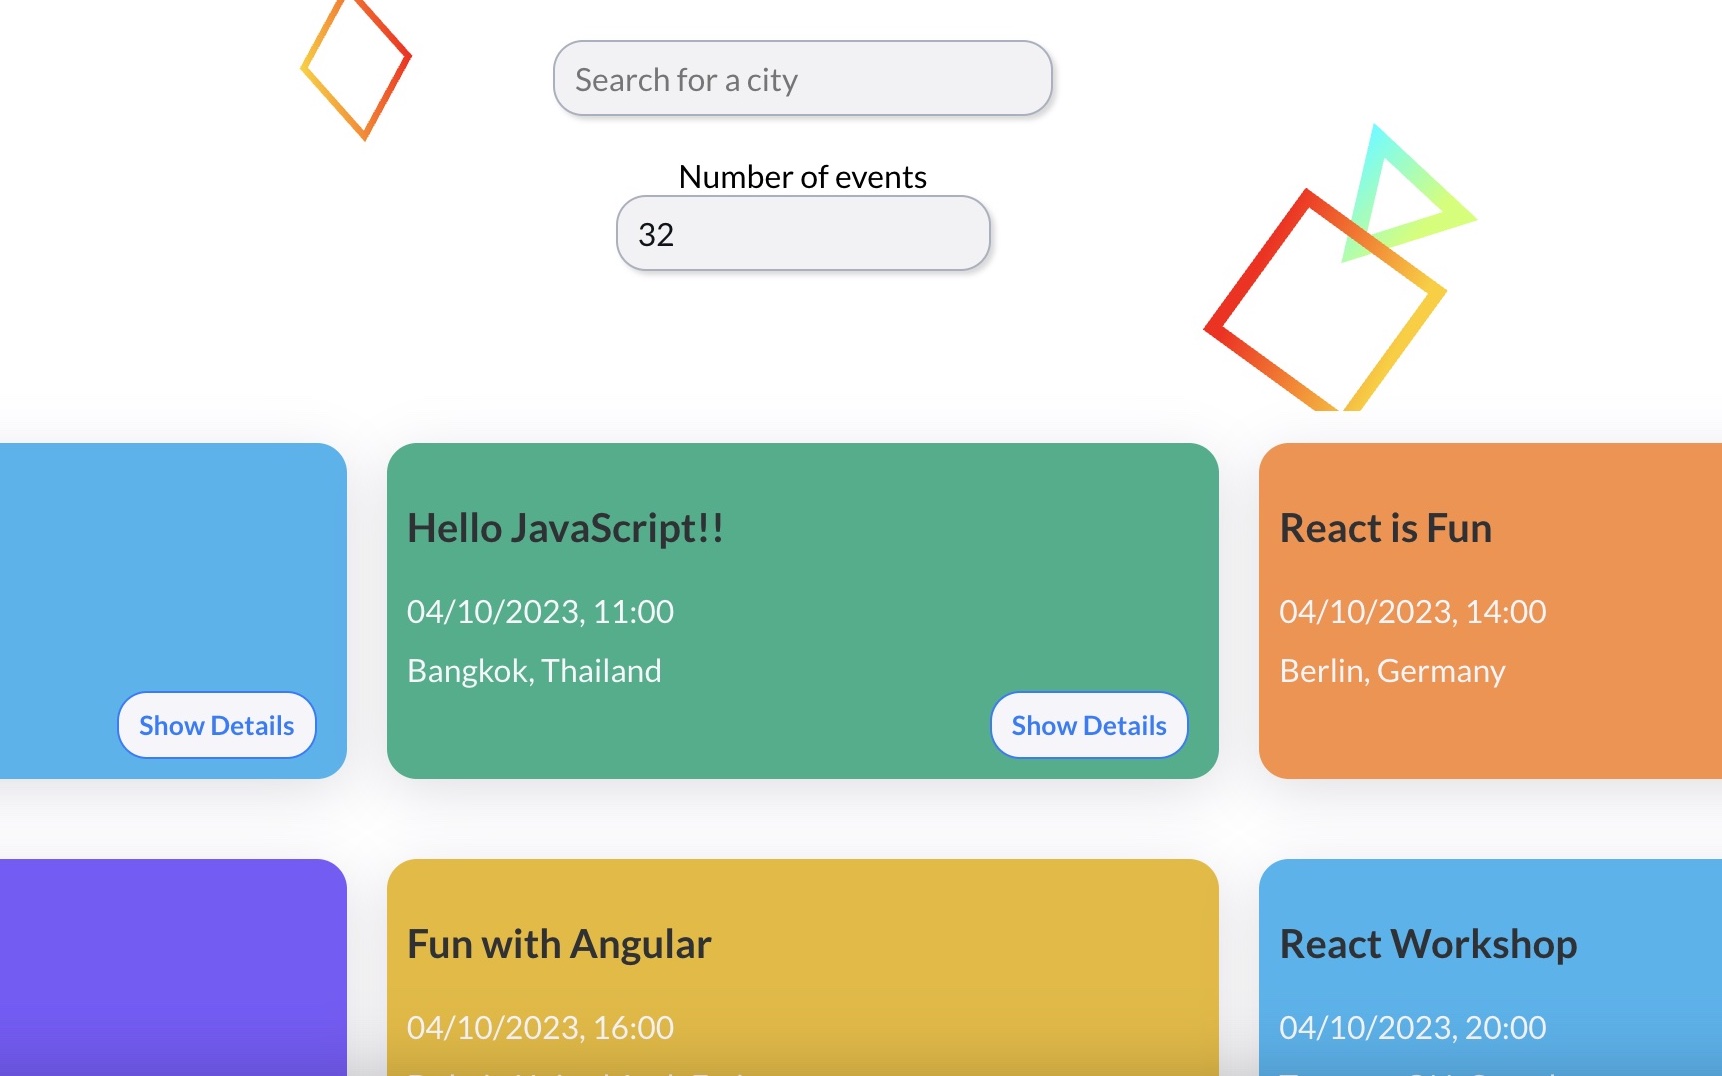 Search for a city
Number of events
32
Hello JavaScript!!
04/10/2023, 11:00
Bangkok, Thailand
Show Details
Show Details
React is Fun
04/10/2023, 14:00
Berlin, Germany
Fun with Angular
04/10/2023, 16:00
React Workshop
04/10/2023, 20:00